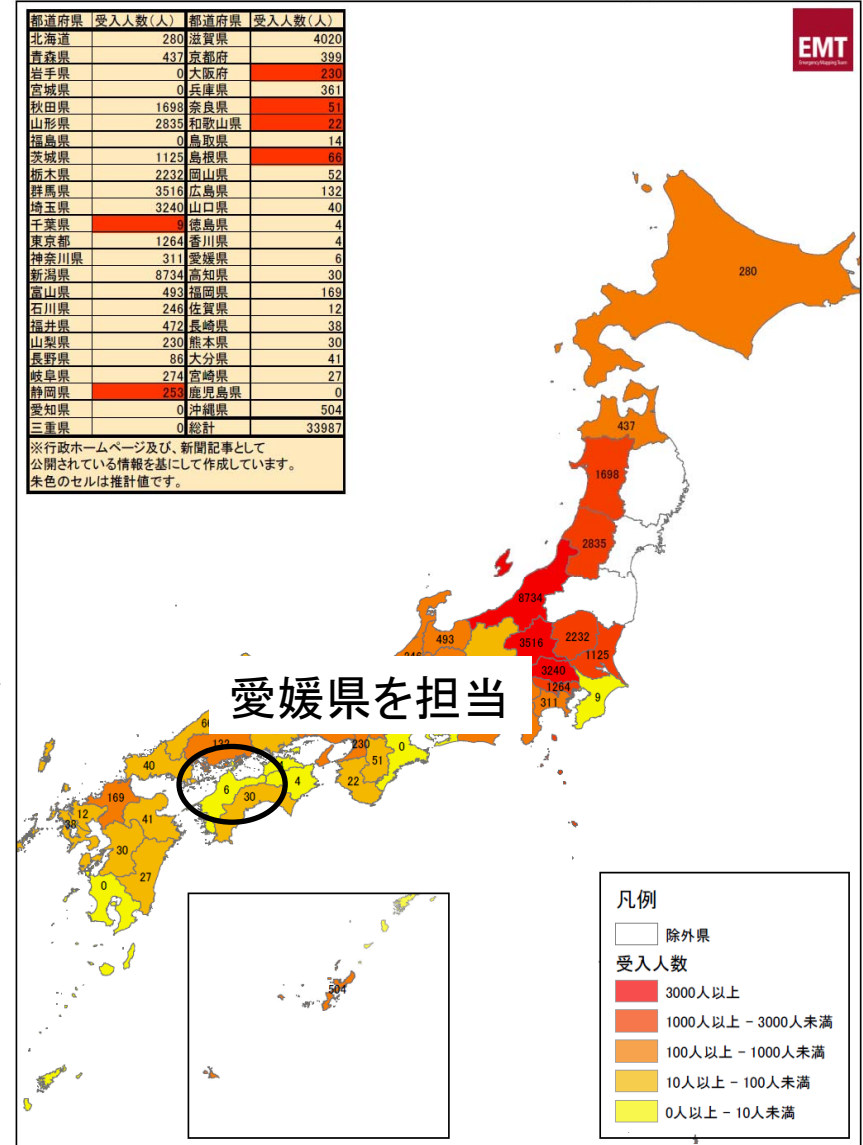 都道府県 受入人数(人) 都道府県 受入人数(人)
北海道 280 滋賀県 4020
青森県 437 京都府 399
岩手県 0 大阪府 230
宮城県 0 兵庫県 361
秋田県 1698 奈良県 51
山形県 2835 和歌山県 22
福島県 0 鳥取県 14
茨城県 1125 島根県 66
栃木県 2232 岡山県 52
群馬県 3516 広島県 132
埼玉県 3240 山口県 40
千葉県 9 徳島県 4
東京都 1264 香川県 4
神奈川県 311 愛媛県 6
新潟県 8734 高知県 30
富山県 493 福岡県 169
石川県 246 佐賀県 12
福井県 472 長崎県 38
山梨県 230 熊本県 30
長野県 86 大分県 41
岐阜県 274 宮崎県 27
静岡県 253 鹿児島県 0
愛知県 0 沖縄県 504
三重県 0 総計 33987
※行政ホームページ及び、新聞記事として
公開されている情報を基にして作成しています。
朱色のセルは推計値です。
EMT
Emergency Mapping Team
280
437
1698
2835
8734
493
3516
2232
1125
3240
1264
311
9
愛媛県を担当
230
0
51
22
40
6
30
4
169
12
38
41
30
27
0
504
凡例
除外県
受入人数
3000人以上
1000人以上 - 3000人未満
100人以上 - 1000人未満
10人以上 - 100人未満
0人以上 - 10人未満